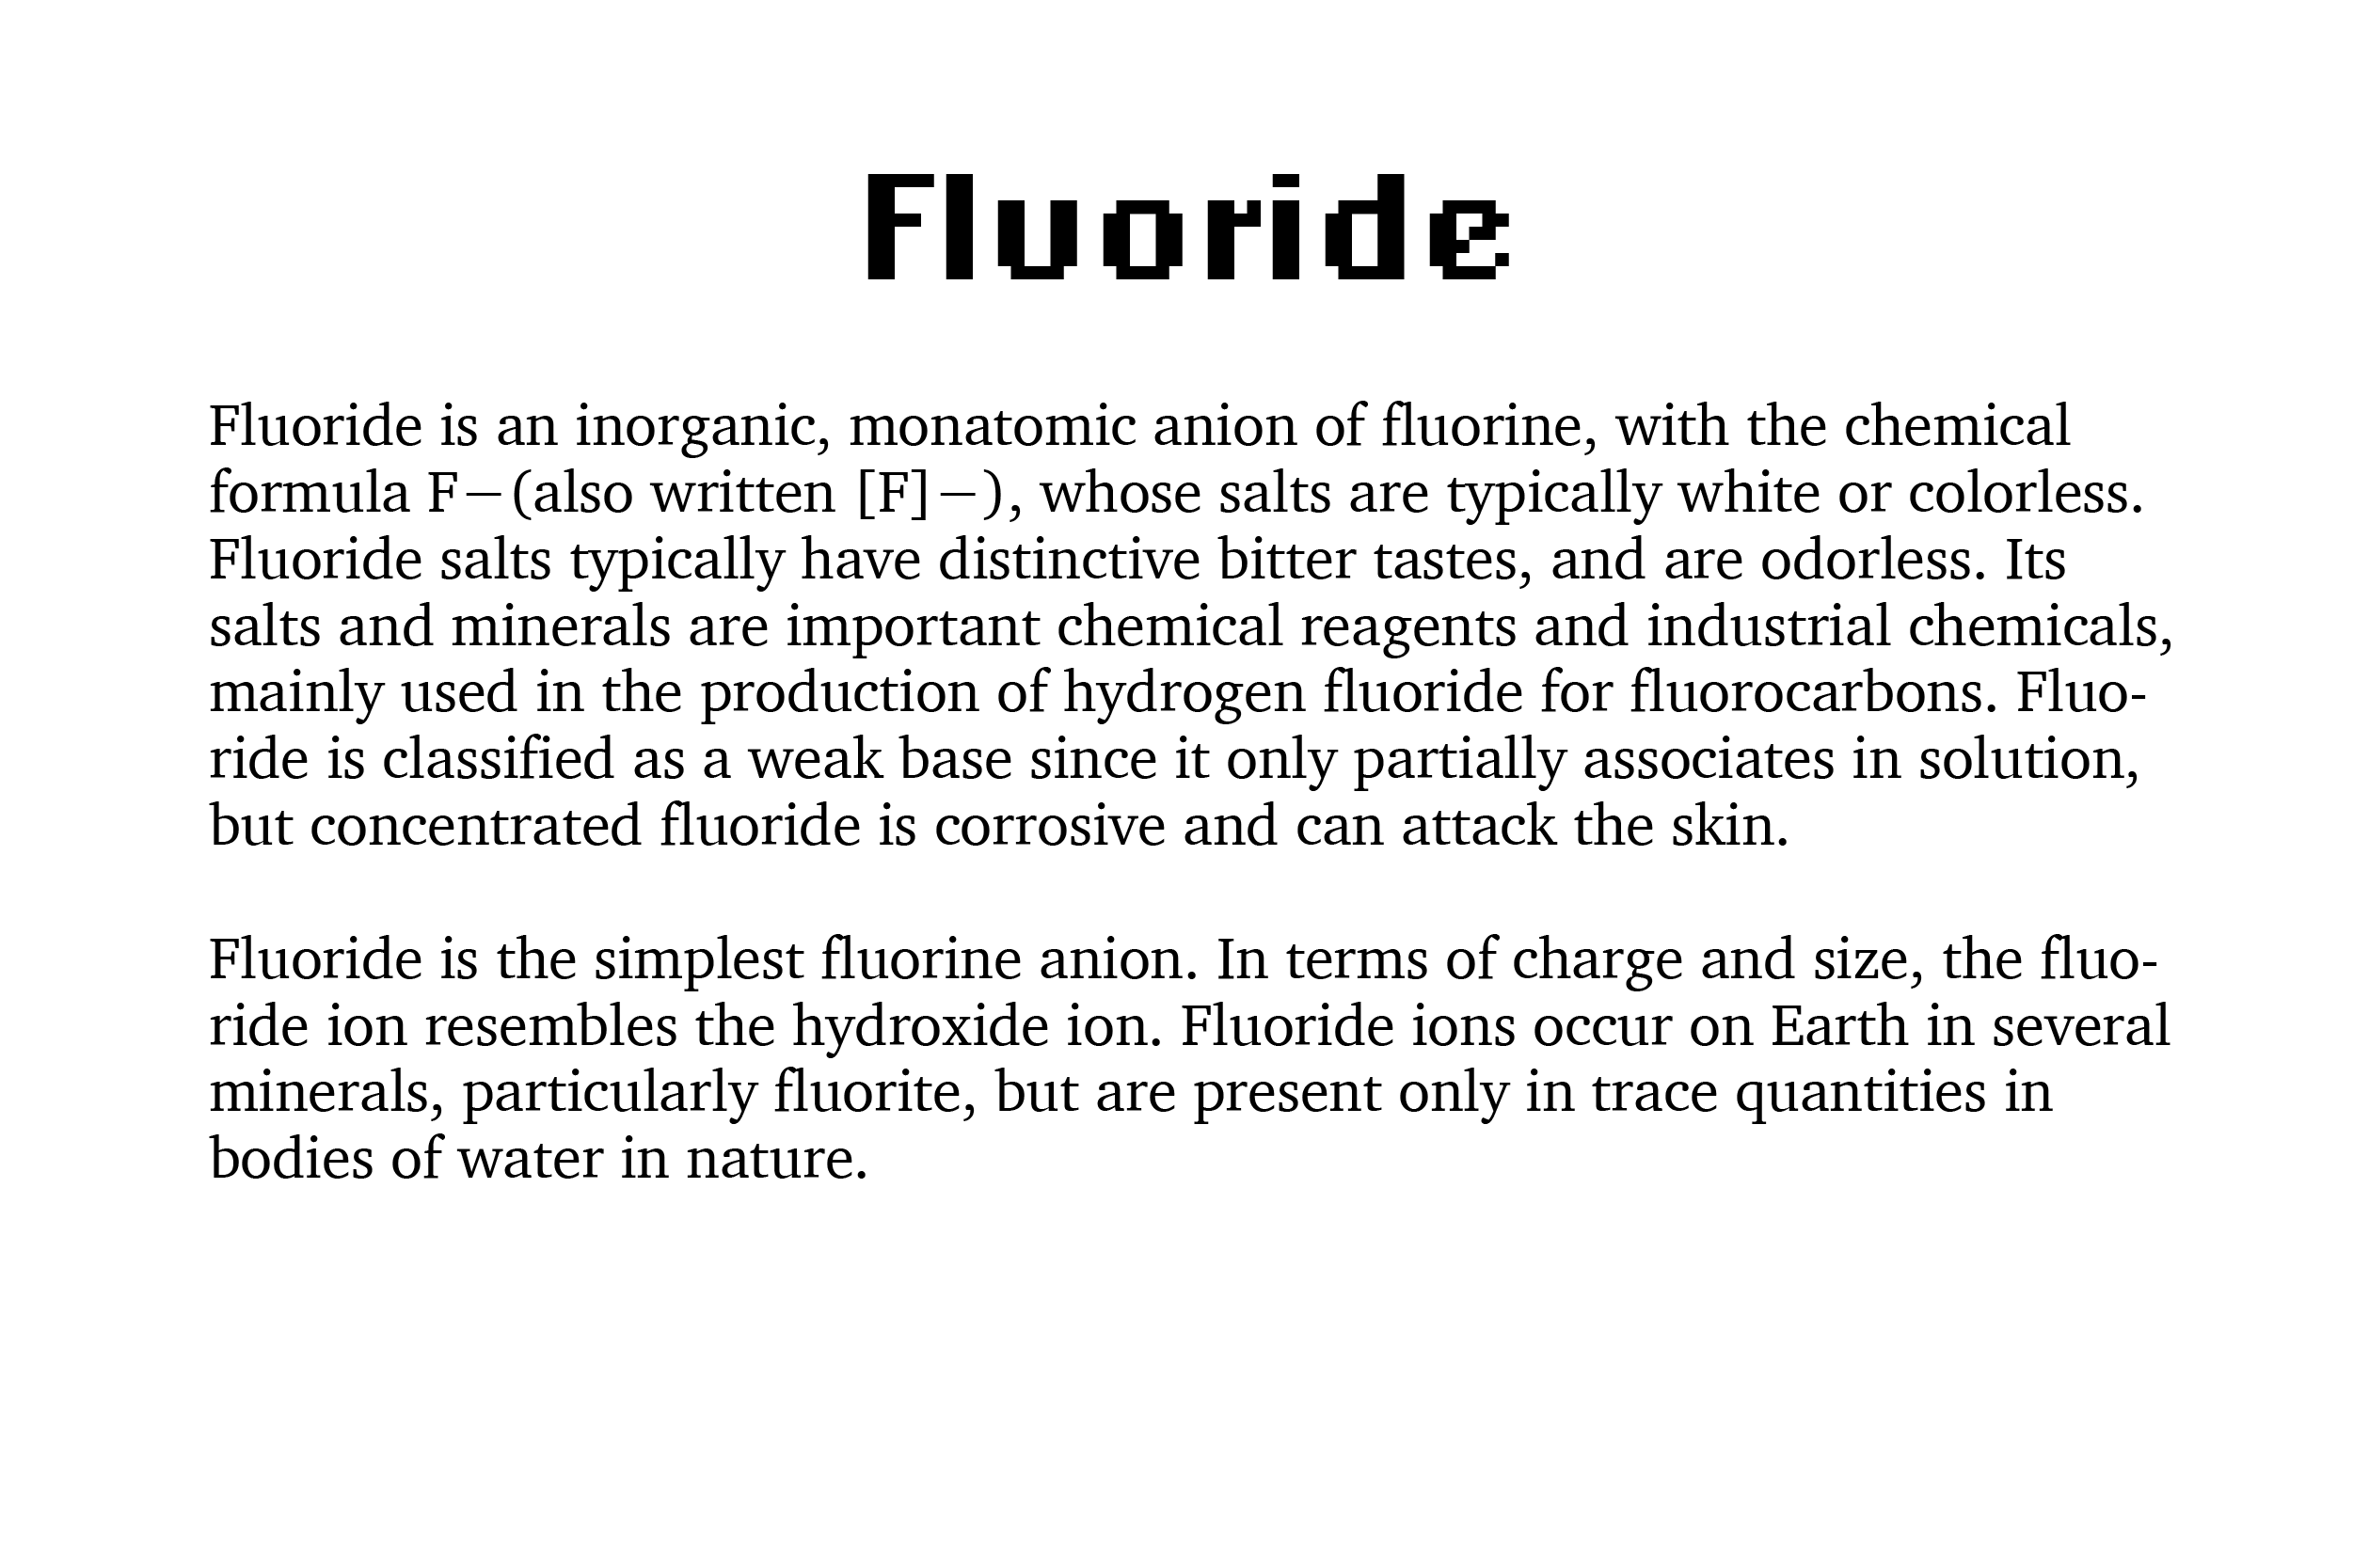 Fluoride
Fluoride is an inorganic, monatomic anion of fluorine, with the chemical
formula F−(also written [F]−), whose salts are typically white or colorless.
Fluoride salts typically have distinctive bitter tastes, and are odorless. Its
salts and minerals are important chemical reagents and industrial chemicals,
mainly used in the production of hydrogen fluoride for fluorocarbons. Fluo-
ride is classified as a weak base since it only partially associates in solution,
but concentrated fluoride is corrosive and can attack the skin.
Fluoride is the simplest fluorine anion. In terms of charge and size, the fluo-
ride ion resembles the hydroxide ion. Fluoride ions occur on Earth in several
minerals, particularly fluorite, but are present only in trace quantities in
bodies of water in nature.